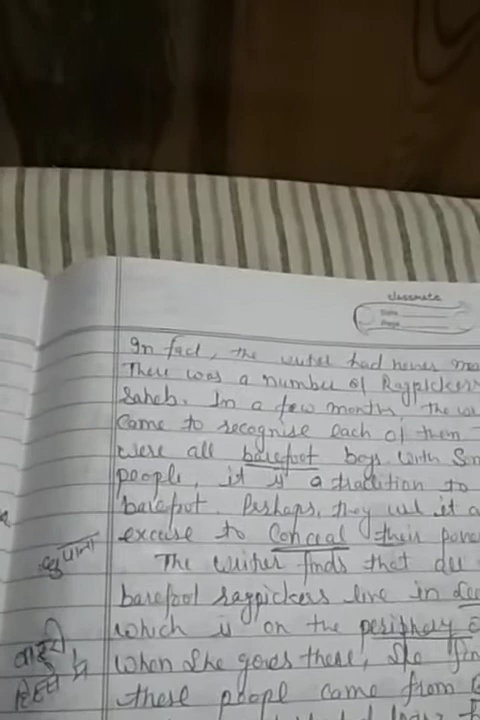 classmate
Date
Page
In fact, the writer had never
There was a number of Ragpickers
Saheb. In a few months, the
came to recognise each of them
were all barefoot boys with
people, it is a tradition to
barefoot. Perhaps, they use it a
excuse to conceal their
छुपाना
The writer finds that
barefoot ragpickers live in
which is on the periphery
बाहरी
when she goes there, she
हिस्से में
these people came from